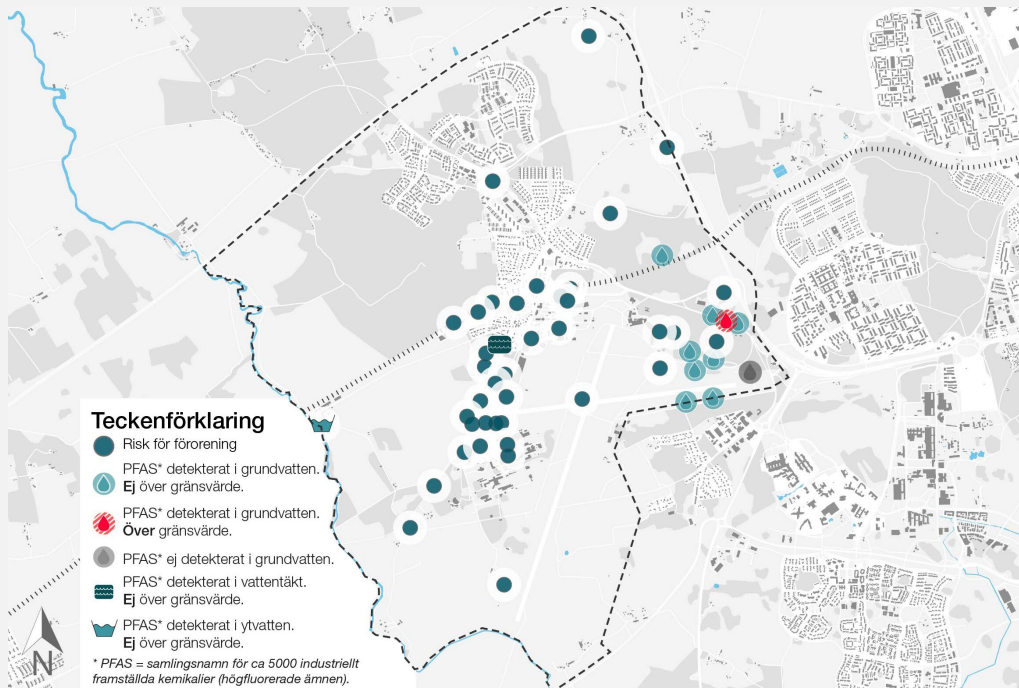 Teckenförklaring
Risk för förorening
PFAS* detekterat i grundvatten.
Ej över gränsvärde.
PFAS* detekterat i grundvatten.
Över gränsvärde.
PFAS* ej detekterat i grundvatten.
PFAS* detekterat i vattentäkt.
Ej över gränsvärde.
PFAS* detekterat i ytvatten.
Ej över gränsvärde.
N
* PFAS = samlingsnamn för ca 5000 industriellt
framställda kemikalier (högfluorerade ämnen).